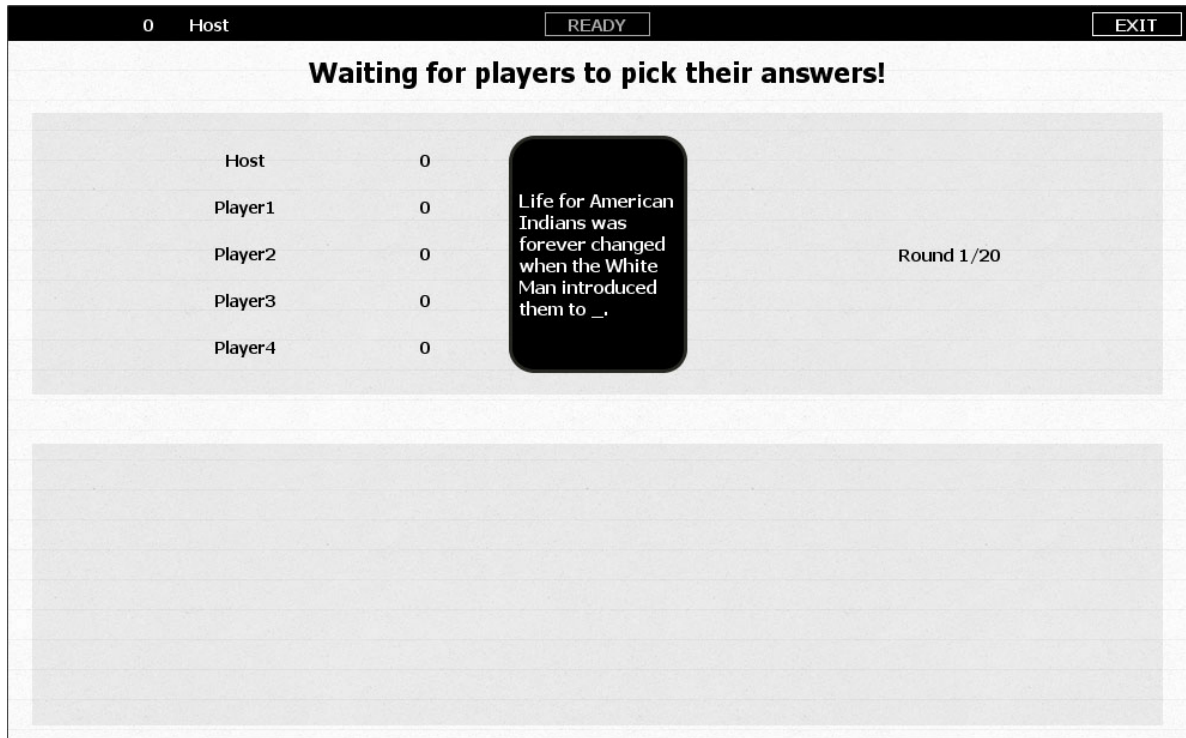 0 Host READY EXIT
Waiting for players to pick their answers!
Host 0
Player1 0
Player2 0
Player3 0
Player4 0
Life for American
Indians was
forever changed
when the White
Man introduced
them to _.
Round 1/20